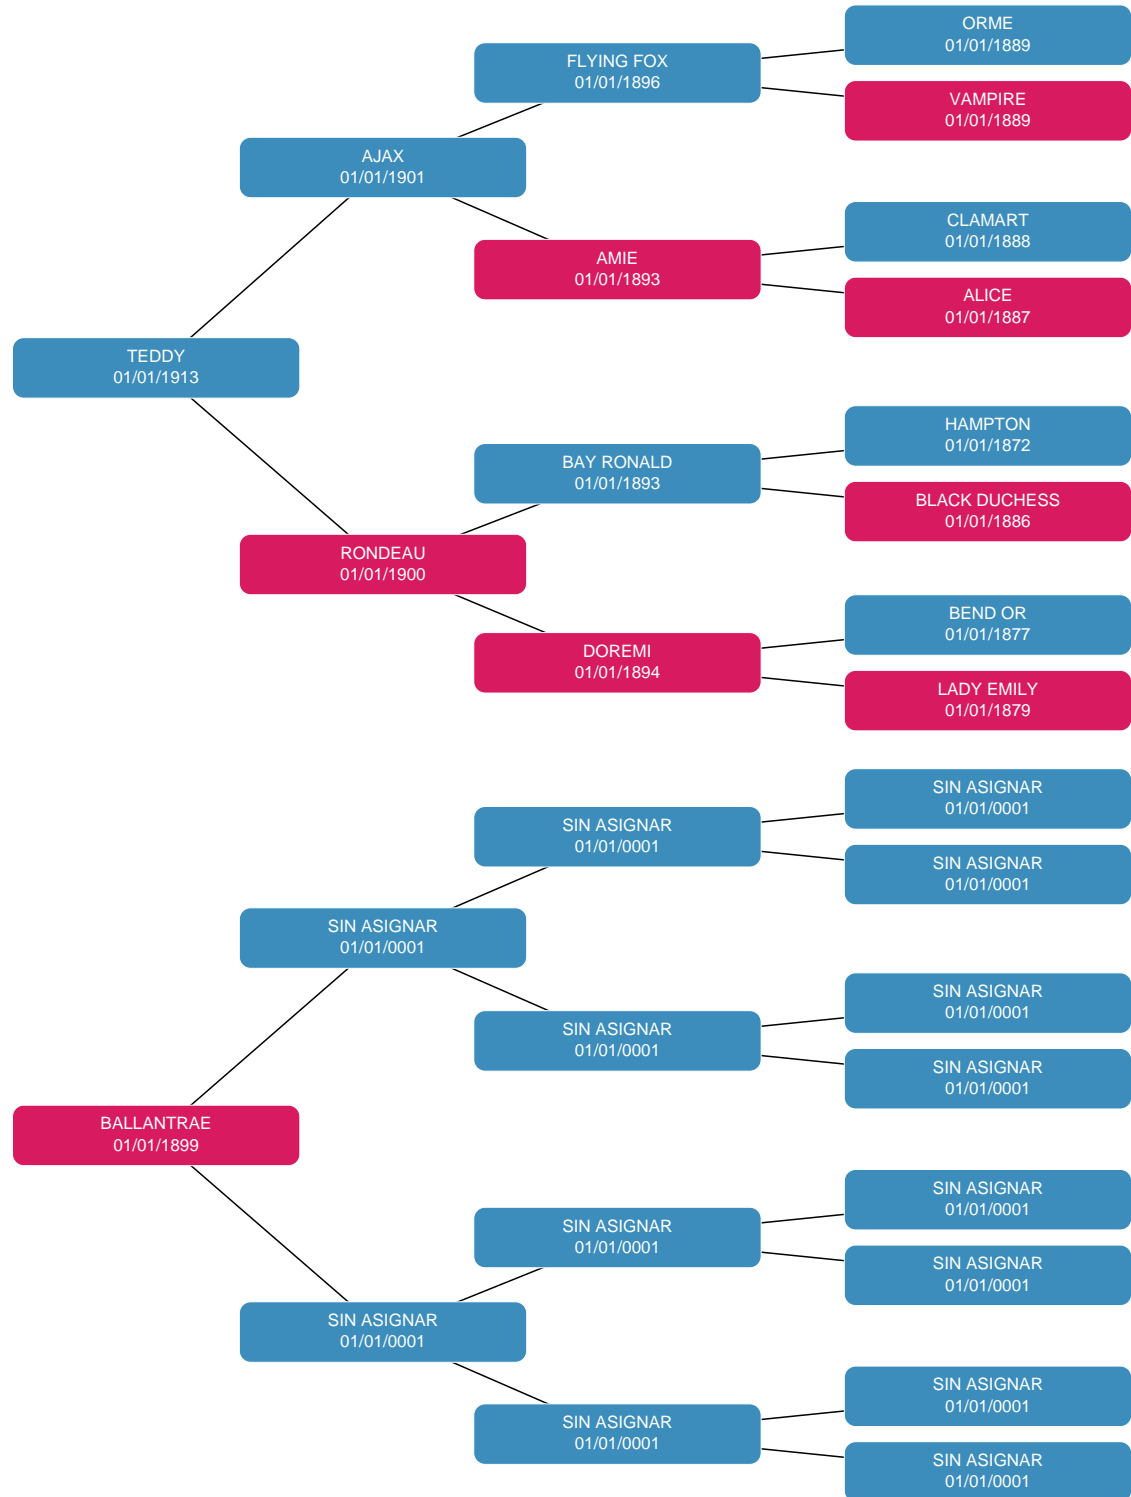 ORME
01/01/1889
FLYING FOX
01/01/1896
VAMPIRE
01/01/1889
AJAX
01/01/1901
CLAMART
01/01/1888
AMIE
01/01/1893
ALICE
01/01/1887
TEDDY
01/01/1913
HAMPTON
01/01/1872
BAY RONALD
01/01/1893
BLACK DUCHESS
01/01/1886
RONDEAU
01/01/1900
BEND OR
01/01/1877
DOREMI
01/01/1894
LADY EMILY
01/01/1879
SIN ASIGNAR
01/01/0001
SIN ASIGNAR
01/01/0001
SIN ASIGNAR
01/01/0001
SIN ASIGNAR
01/01/0001
SIN ASIGNAR
01/01/0001
SIN ASIGNAR
01/01/0001
SIN ASIGNAR
01/01/0001
BALLANTRAE
01/01/1899
SIN ASIGNAR
01/01/0001
SIN ASIGNAR
01/01/0001
SIN ASIGNAR
01/01/0001
SIN ASIGNAR
01/01/0001
SIN ASIGNAR
01/01/0001
SIN ASIGNAR
01/01/0001
SIN ASIGNAR
01/01/0001